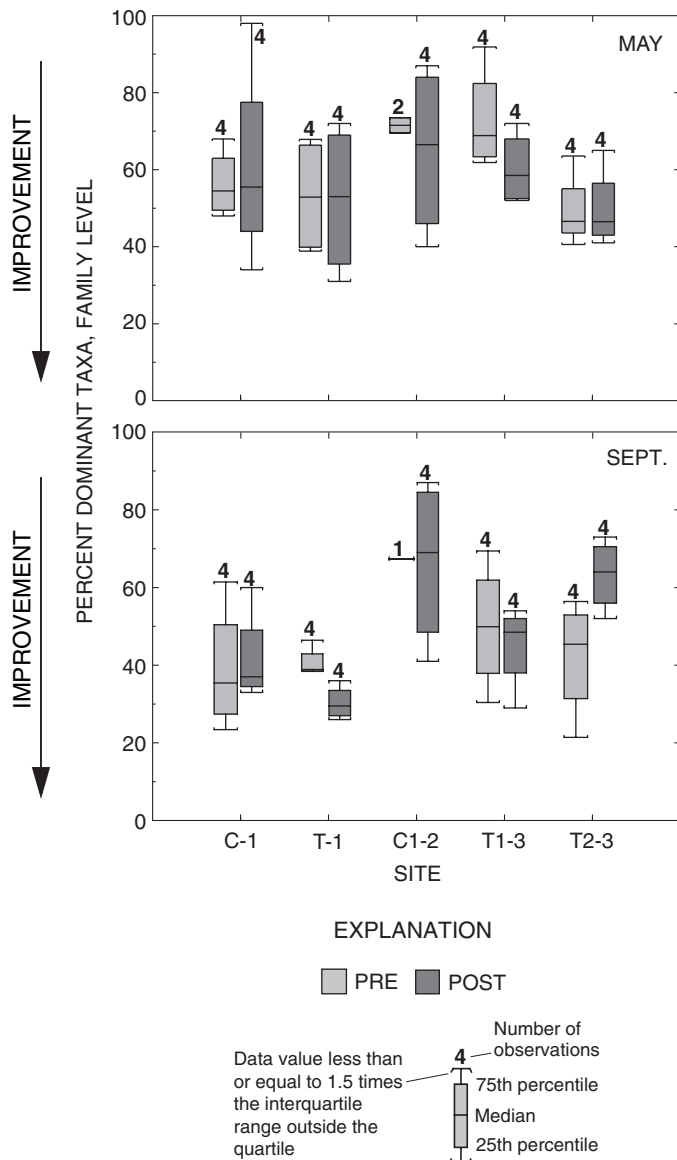 PERCENT DOMINANT TAXA, FAMILY LEVEL
IMPROVEMENT
MAY
100
80
60
40
20
0
4
4
4
4
2
4
4
4
4
4
IMPROVEMENT
SEPT.
100
80
60
40
20
0
4
4
4
4
1
4
4
4
4
4
C-1 T-1 C1-2 T1-3 T2-3
SITE
EXPLANATION
PRE POST
Number of
observations
4
Data value less than
or equal to 1.5 times
the interquartile
range outside the
quartile
75th percentile
Median
25th percentile